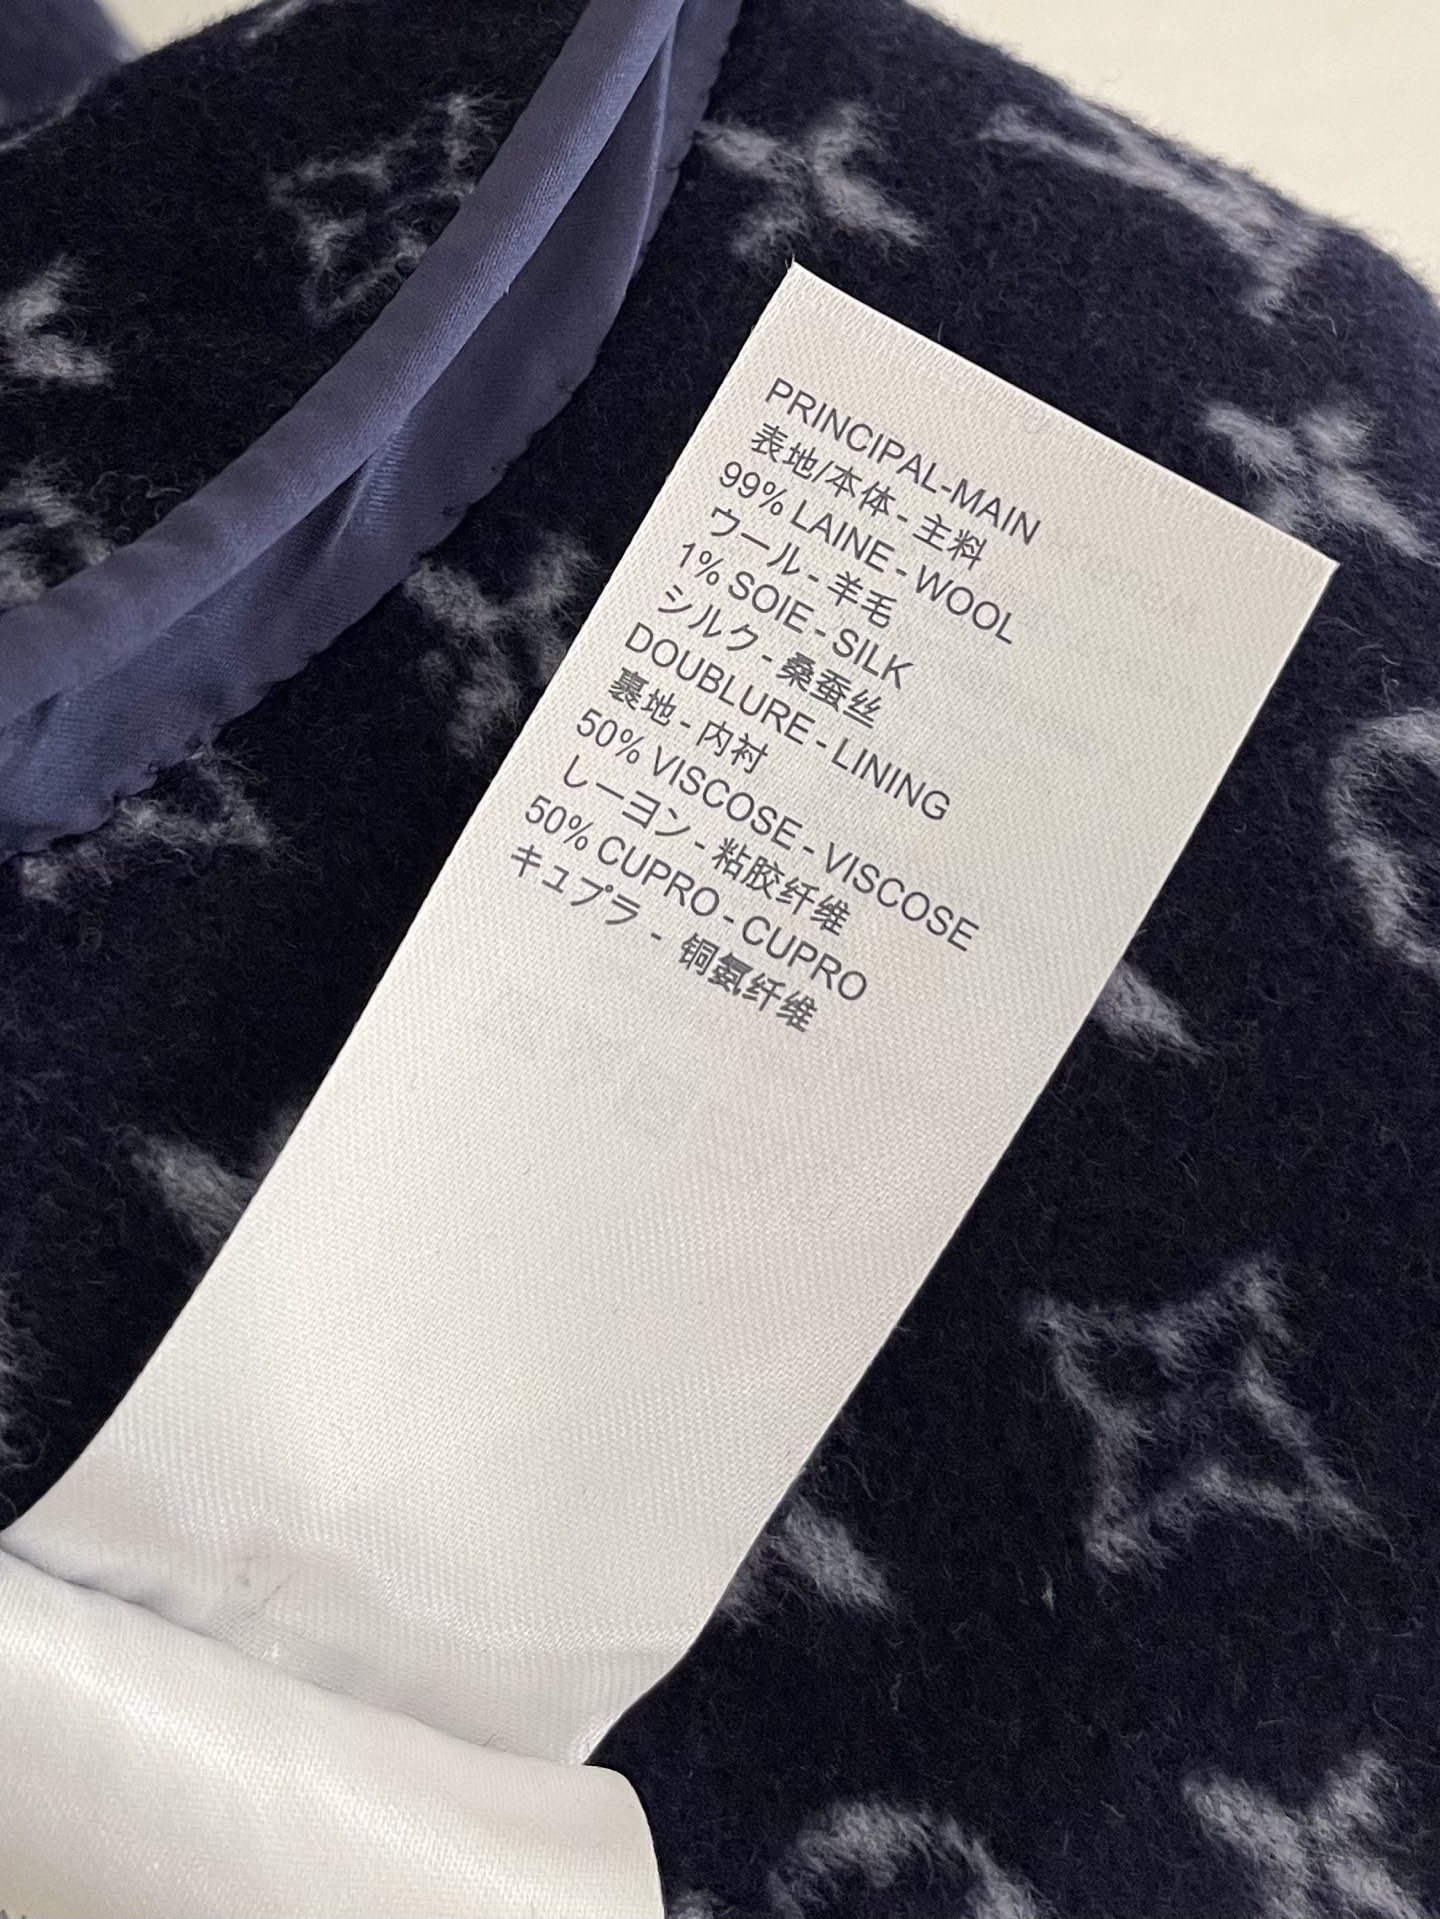 PRINCIPAL-MAIN
表地/本体 - 主料
99% LAINE - WOOL
ウール - 羊毛
1% SOIE - SILK
シルク - 桑蚕丝
DOUBLURE - LINING
裏地 - 内衬
50% VISCOSE - VISCOSE
レーヨン - 粘胶纤维
50% CUPRO - CUPRO
キュプラ - 铜氨纤维